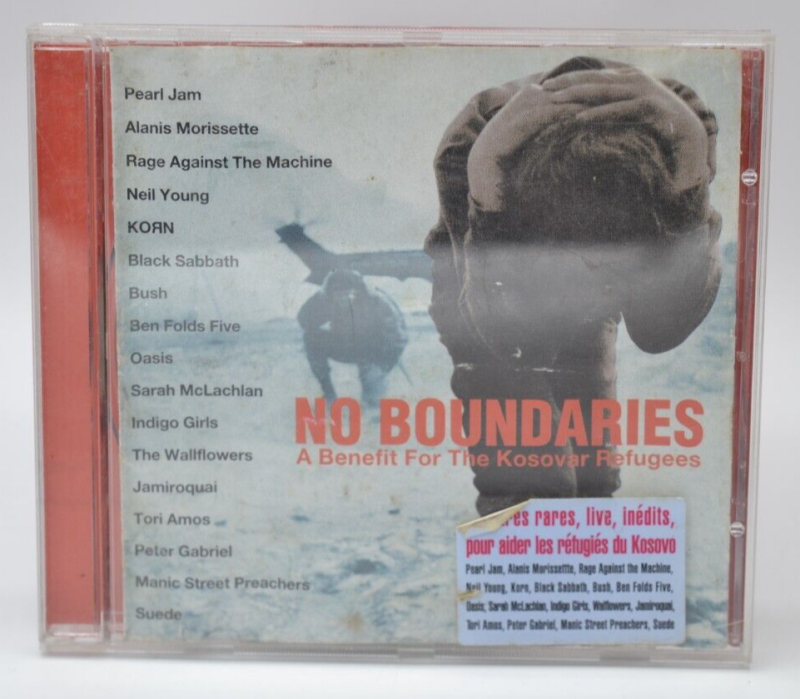 Pearl Jam
Alanis Morissette
Rage Against The Machine
Neil Young
KOЯN
Black Sabbath
Bush
Ben Folds Five
Oasis
Sarah McLachlan
Indigo Girls
The Wallflowers
Jamiroquai
Tori Amos
Peter Gabriel
Manic Street Preachers
Suede
NO BOUNDARIES
A Benefit For The Kosovar Refugees
rares, live, inédits,
pour aider les réfugiés du Kosovo
Pearl Jam, Alanis Morissettte, Rage Against the Machine,
Neil Young, Korn, Black Sabbath, Bush, Ben Folds Five,
Oasis, Sarah McLachlan, Indigo Girls, Wallflowers, Jamiroquai,
Tori Amos, Peter Gabriel, Manic Street Preachers, Suede